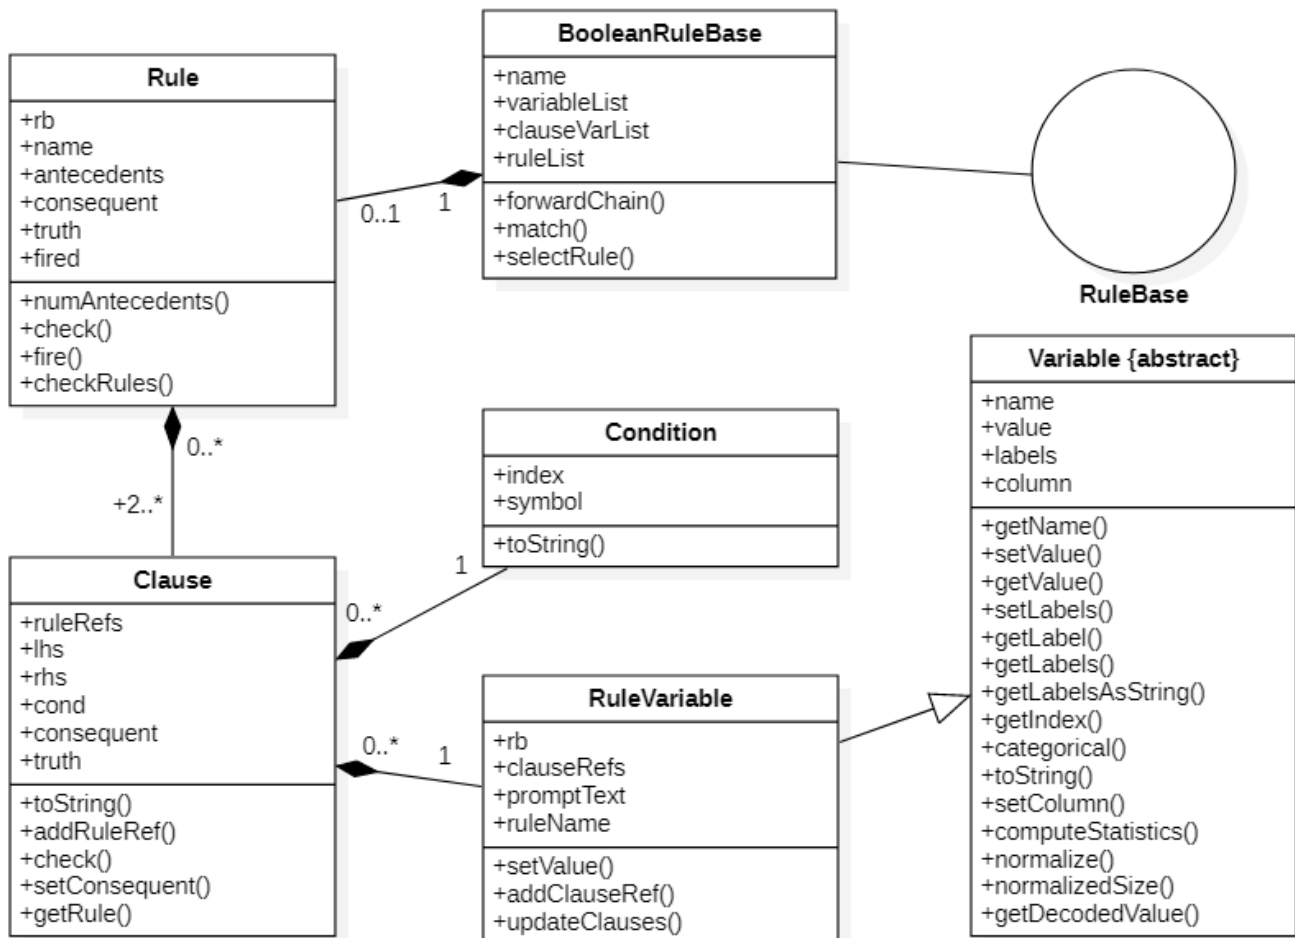 Rule
+rb
+name
+antecedents
+consequent
+truth
+fired
+numAntecedents()
+check()
+fire()
+checkRules()
0..1
1
BooleanRuleBase
+name
+variableList
+clauseVarList
+ruleList
+forwardChain()
+match()
+selectRule()
RuleBase
0..*
+2..*
Clause
+ruleRefs
+lhs
+rhs
+cond
+consequent
+truth
+toString()
+addRuleRef()
+check()
+setConsequent()
+getRule()
Condition
+index
+symbol
+toString()
1
0..*
0..*
1
RuleVariable
+rb
+clauseRefs
+promptText
+ruleName
+setValue()
+addClauseRef()
+updateClauses()
Variable {abstract}
+name
+value
+labels
+column
+getName()
+setValue()
+getValue()
+setLabels()
+getLabel()
+getLabels()
+getLabelsAsString()
+getIndex()
+categorical()
+toString()
+setColumn()
+computeStatistics()
+normalize()
+normalizedSize()
+getDecodedValue()